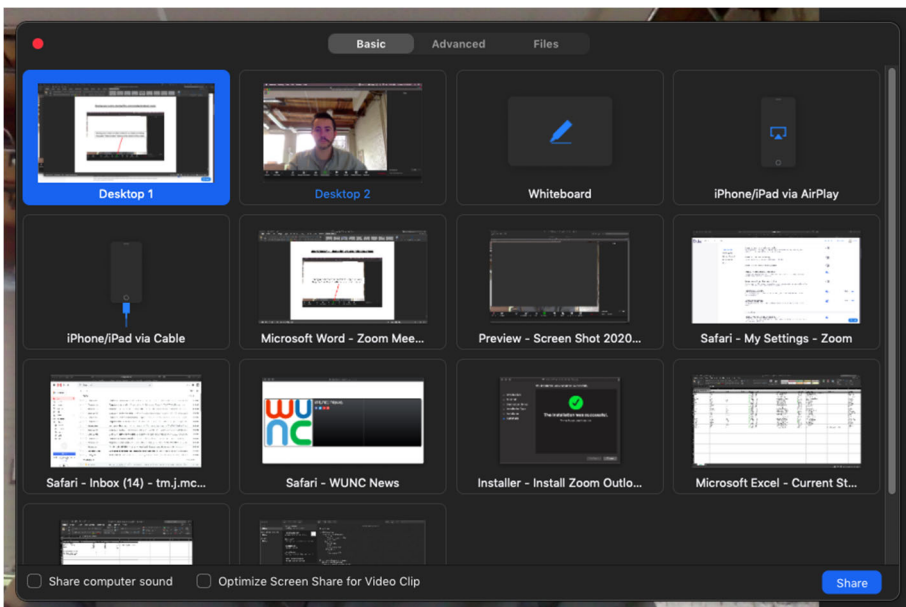 Basic Advanced Files
Desktop 1 Desktop 2 Whiteboard iPhone/iPad via AirPlay
iPhone/iPad via Cable Microsoft Word - Zoom Mee... Preview - Screen Shot 2020... Safari - My Settings - Zoom
WUNC
The installation was successful.
Safari - Inbox (14) - tm.j.mc... Safari - WUNC News Installer - Install Zoom Outlo... Microsoft Excel - Current St...
Share computer sound Optimize Screen Share for Video Clip Share